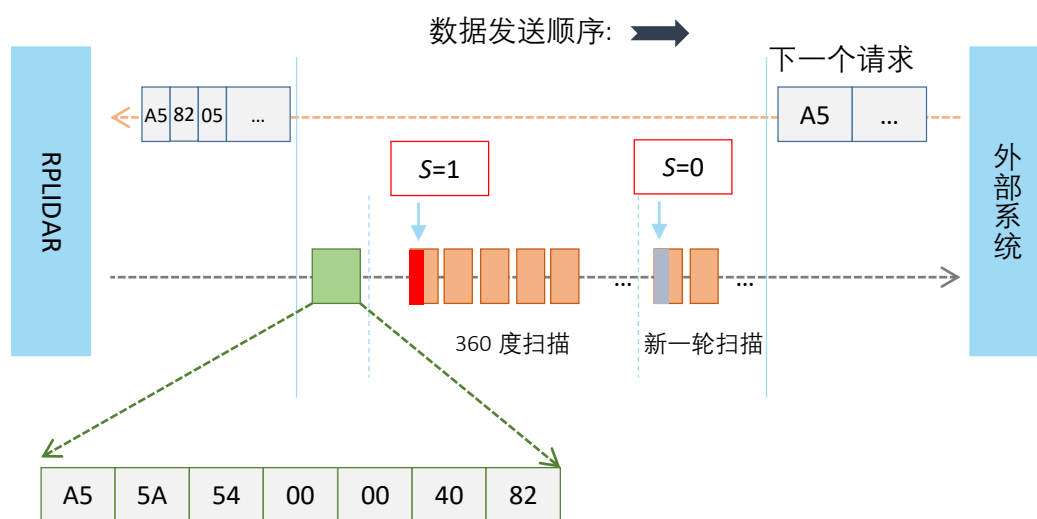 数据发送顺序:
下一个请求
A5 82 05 ...
A5 ...
RPLIDAR
外部系统
S=1
S=0
...
...
360 度扫描
新一轮扫描
A5 5A 54 00 00 40 82